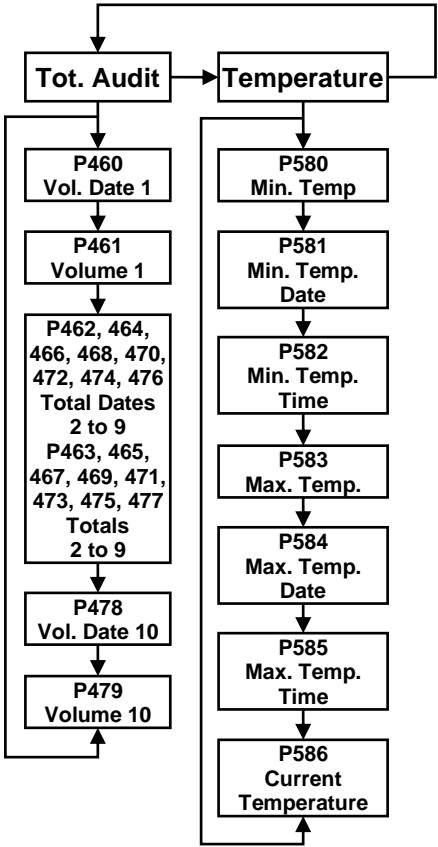 Tot. Audit
Temperature
P460
Vol. Date 1
P461
Volume 1
P462, 464,
466, 468, 470,
472, 474, 476
Total Dates
2 to 9
P463, 465,
467, 469, 471,
473, 475, 477
Totals
2 to 9
P478
Vol. Date 10
P479
Volume 10
P580
Min. Temp
P581
Min. Temp.
Date
P582
Min. Temp.
Time
P583
Max. Temp.
P584
Max. Temp.
Date
P585
Max. Temp.
Time
P586
Current
Temperature